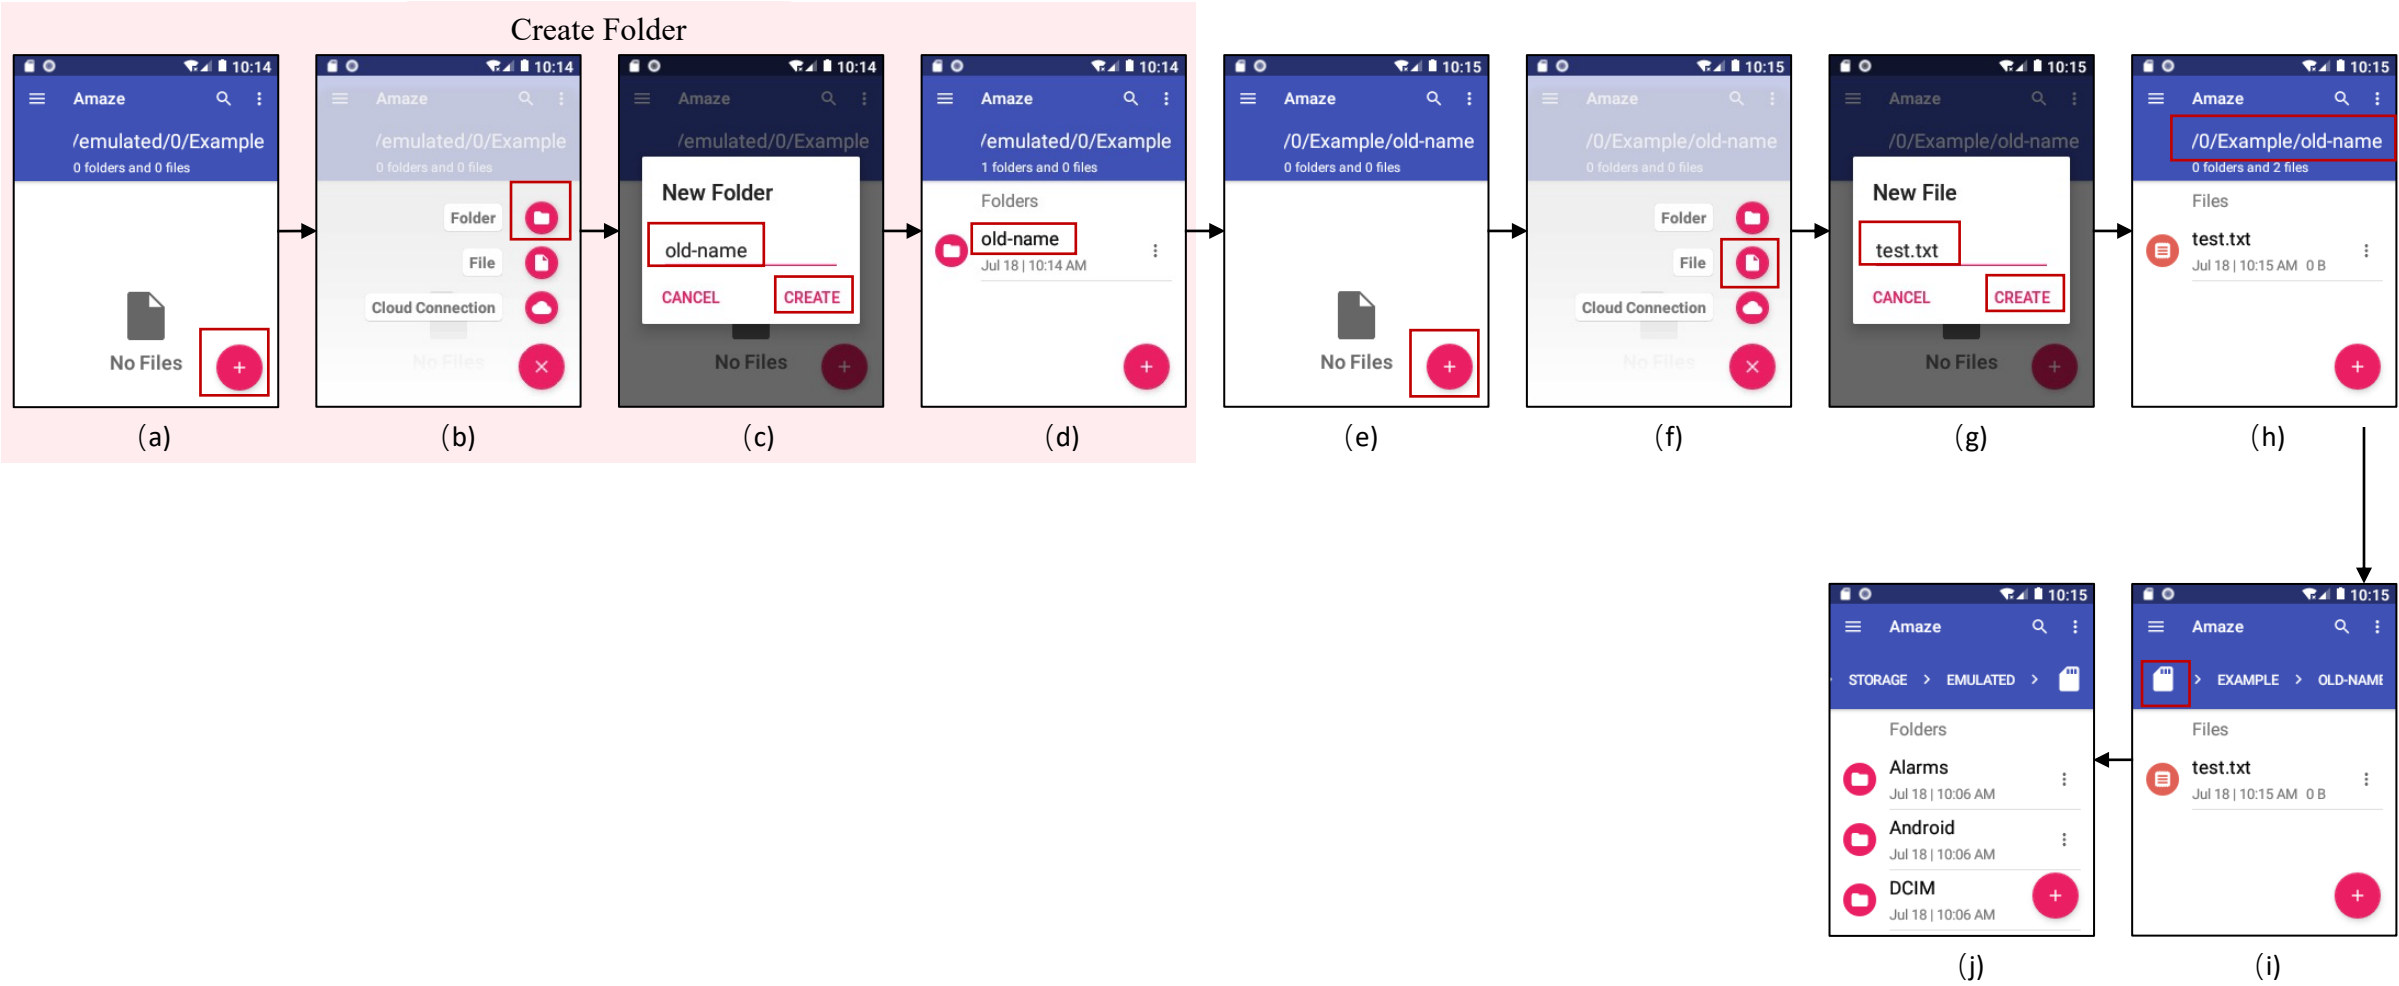 Create Folder
10:14
Amaze
/emulated/0/Example
0 folders and 0 files
No Files
(a)
10:14
Amaze
/emulated/0/Example
0 folders and 0 files
Folder
File
Cloud Connection
No Files
(b)
10:14
Amaze
/emulated/0/Example
New Folder
old-name
CANCEL
CREATE
No Files
(c)
10:14
Amaze
/emulated/0/Example
1 folders and 0 files
Folders
old-name
Jul 18 | 10:14 AM
(d)
10:15
Amaze
/0/Example/old-name
0 folders and 0 files
No Files
(e)
10:15
Amaze
/0/Example/old-name
0 folders and 0 files
Folder
File
Cloud Connection
No Files
(f)
10:15
Amaze
/0/Example/old-name
New File
test.txt
CANCEL
CREATE
No Files
(g)
10:15
Amaze
/0/Example/old-name
0 folders and 2 files
Files
test.txt
Jul 18 | 10:15 AM 0 B
(h)
10:15
Amaze
STORAGE > EMULATED >
Folders
Alarms
Jul 18 | 10:06 AM
Android
Jul 18 | 10:06 AM
DCIM
Jul 18 | 10:06 AM
(j)
10:15
Amaze
> EXAMPLE > OLD-NAME
Files
test.txt
Jul 18 | 10:15 AM 0 B
(i)